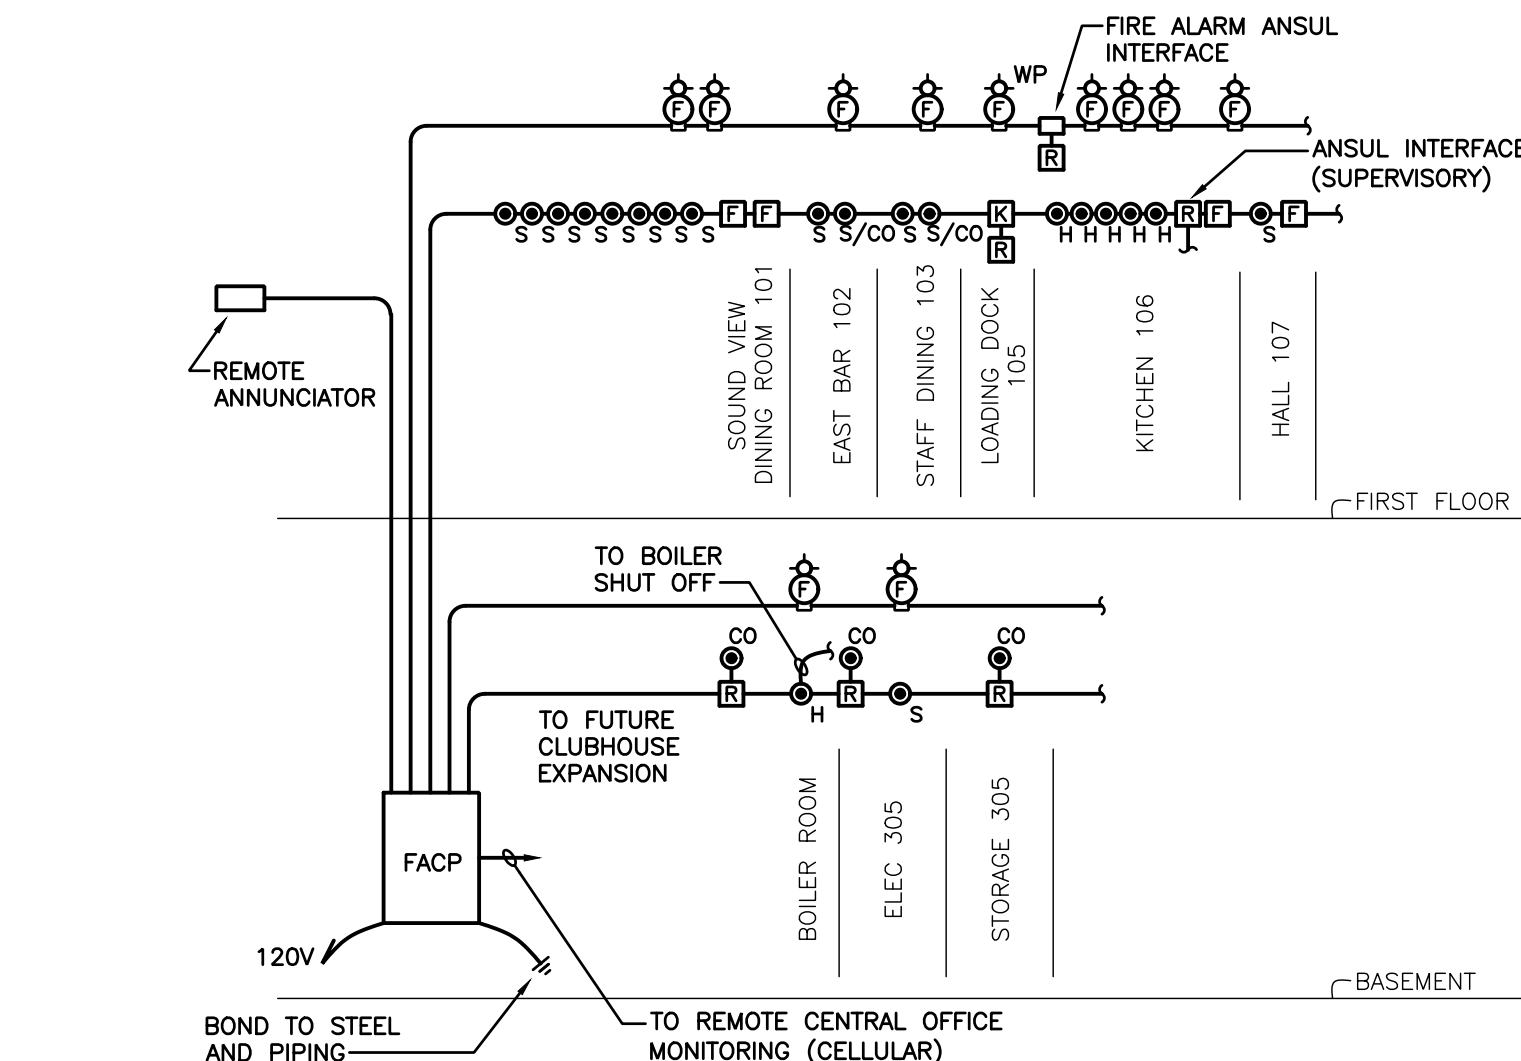 FIRE ALARM ANSUL
INTERFACE
WP
F F F F F F F F F
R
ANSUL INTERFACE
(SUPERVISORY)
F F K R F F
S S S S S S S S S S/CO S S/CO R H H H H H S
REMOTE
ANNUNCIATOR
SOUND VIEW
DINING ROOM 101
EAST BAR 102
STAFF DINING 103
LOADING DOCK
105
KITCHEN 106
HALL 107
FIRST FLOOR
TO BOILER
SHUT OFF
F F
CO CO CO
R R R
H S
TO FUTURE
CLUBHOUSE
EXPANSION
BOILER ROOM
ELEC 305
STORAGE 305
FACP
120V
BASEMENT
BOND TO STEEL
AND PIPING
TO REMOTE CENTRAL OFFICE
MONITORING (CELLULAR)